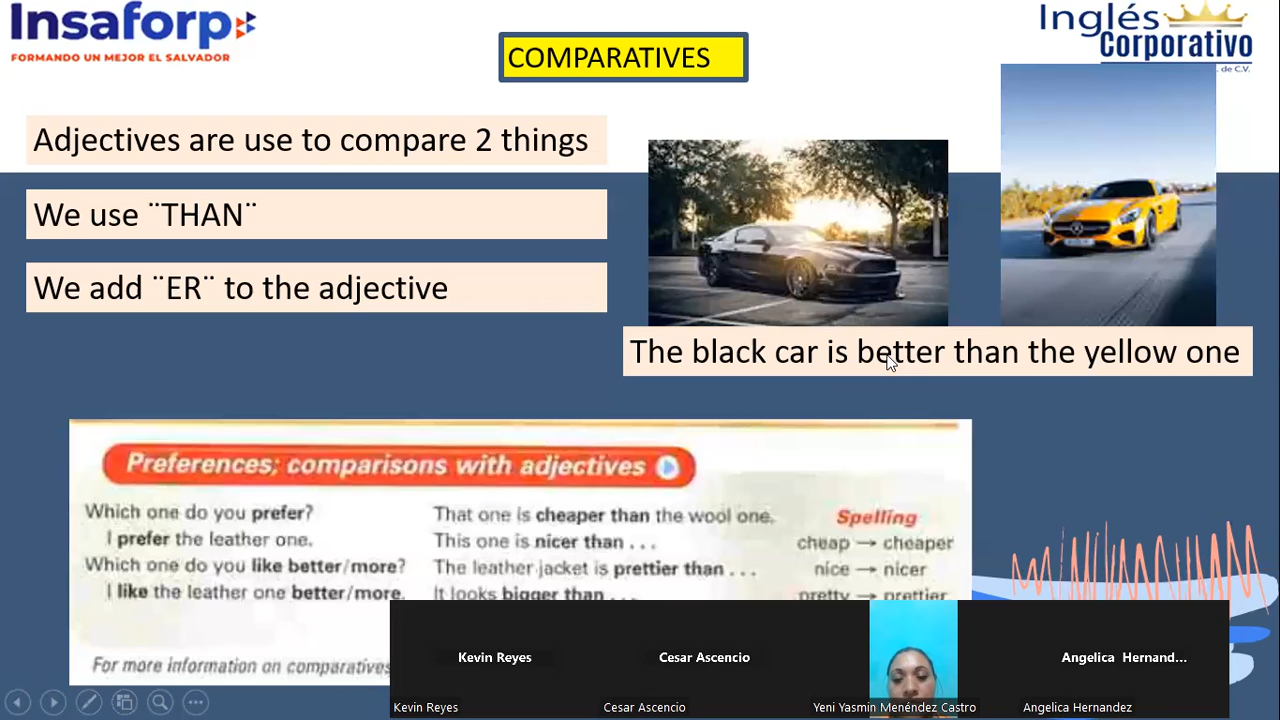 Insaforp
FORMANDO UN MEJOR EL SALVADOR
COMPARATIVES
Inglés
Corporativo
de C.V.
Adjectives are use to compare 2 things
We use ¨THAN¨
We add ¨ER¨ to the adjective
The black car is better than the yellow one
Preferences; comparisons with adjectives
Which one do you prefer?
I prefer the leather one.
Which one do you like better/more?
I like the leather one better/more.
For more information on comparatives
That one is cheaper than the wool one.
This one is nicer than . . .
The leather jacket is prettier than . . .
It looks bigger than . . .
Spelling
cheap → cheaper
nice → nicer
pretty → prettier
Kevin Reyes
Cesar Ascencio
Angelica Hernand...
Kevin Reyes
Cesar Ascencio
Yeni Yasmin Menéndez Castro
Angelica Hernandez